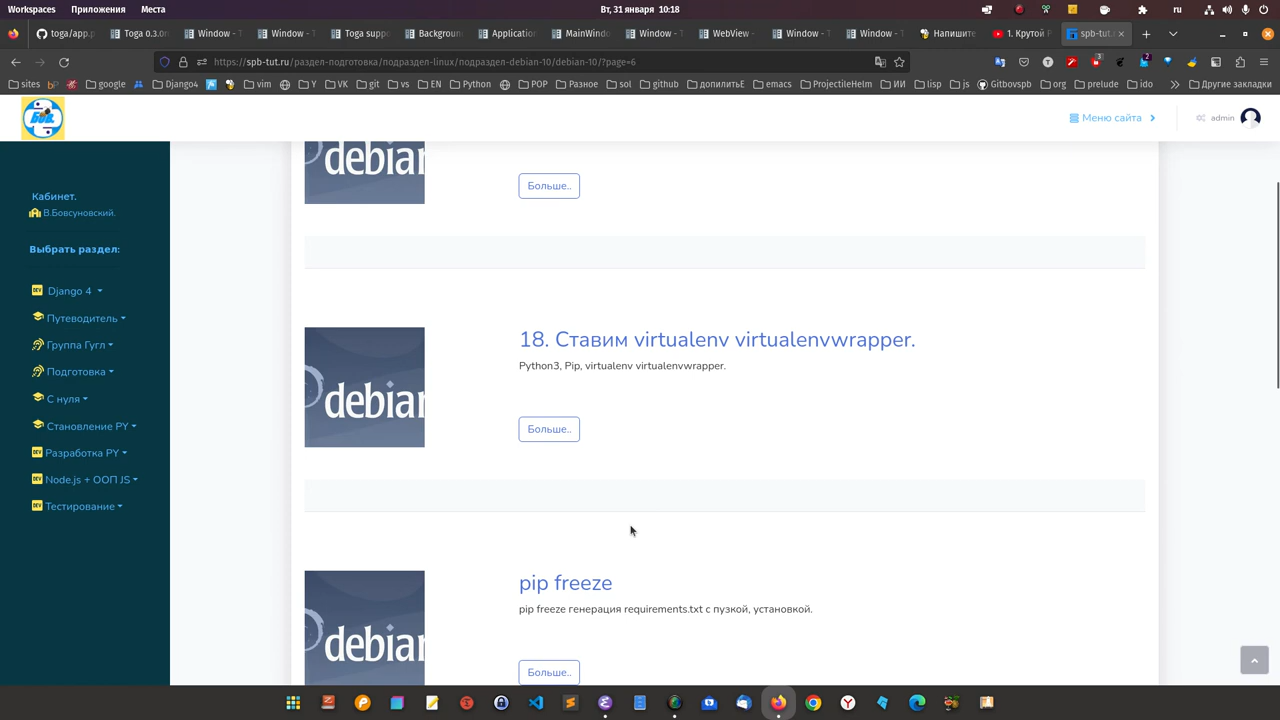 Workspaces Приложения Места Вт, 31 января 10:18 ru
toga/app.p Toga 0.3.0 Window - T Window - T Toga supp Backgroun Application MainWindo Window - T WebView - Window - T Window - T Напишите 1. Крутой Р spb-tut.r
https://spb-tut.ru/раздел-подготовка/подраздел-linux/подраздел-debian-10/debian-10/?page=6
sites b google Django4 vim Y VK git vs EN Python POP Разное sol github допилитьЕ emacs ProjectileHelm ИИ lisp js Gitbovspb org prelude ido Другие закладки
БОВ.
Меню сайта
admin
Кабинет.
В.Бовсуновский.
Выбрать раздел:
Django 4
Путеводитель
Группа Гугл
Подготовка
С нуля
Становление PY
Разработка PY
Node.js + ООП JS
Тестирование
debian
Больше..
debian
18. Ставим virtualenv virtualenvwrapper.
Python3, Pip, virtualenv virtualenvwrapper.
Больше..
debian
pip freeze
pip freeze генерация requirements.txt с пузкой, установкой.
Больше..